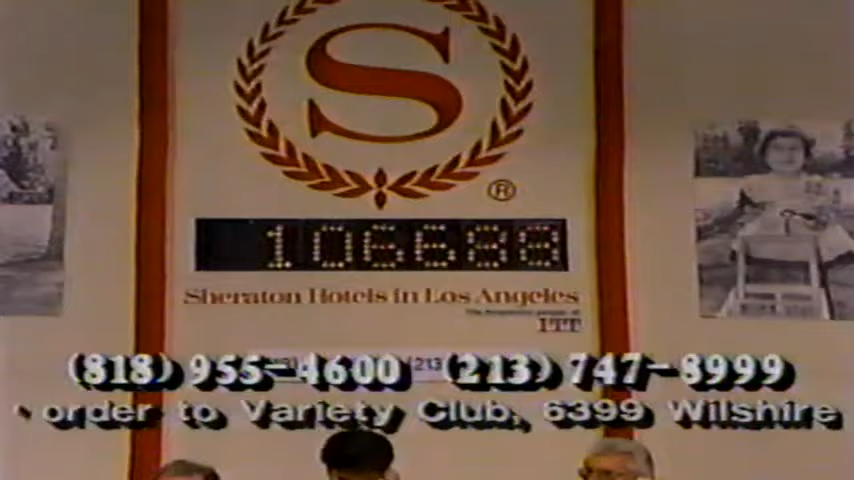 S
®
106688
Sheraton Hotels in Los Angeles
ITT
(213
(818) 955-4600 (213) 747-8999
order to Variety Club, 6399 Wilshire